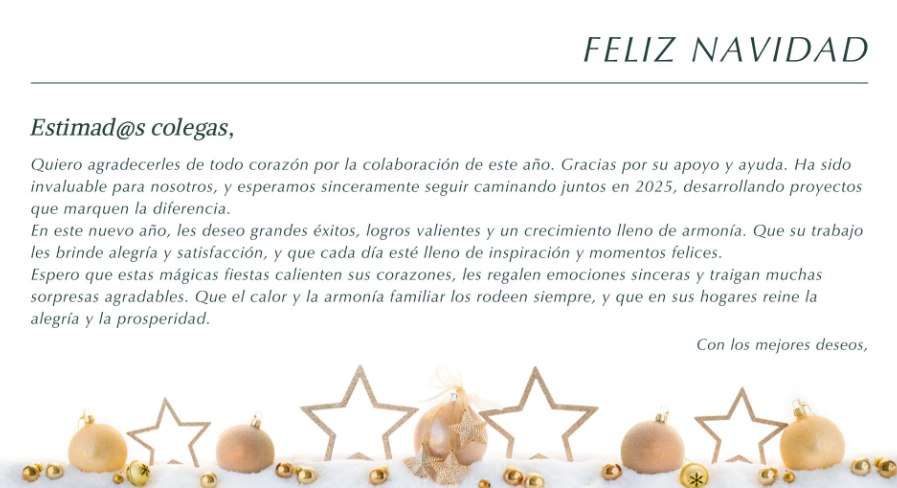 FELIZ NAVIDAD
Estimad@s colegas,
Quiero agradecerles de todo corazón por la colaboración de este año. Gracias por su apoyo y ayuda. Ha sido
invaluable para nosotros, y esperamos sinceramente seguir caminando juntos en 2025, desarrollando proyectos
que marquen la diferencia.
En este nuevo año, les deseo grandes éxitos, logros valientes y un crecimiento lleno de armonía. Que su trabajo
les brinde alegría y satisfacción, y que cada día esté lleno de inspiración y momentos felices.
Espero que estas mágicas fiestas calienten sus corazones, les regalen emociones sinceras y traigan muchas
sorpresas agradables. Que el calor y la armonía familiar los rodeen siempre, y que en sus hogares reine la
alegría y la prosperidad.
Con los mejores deseos,